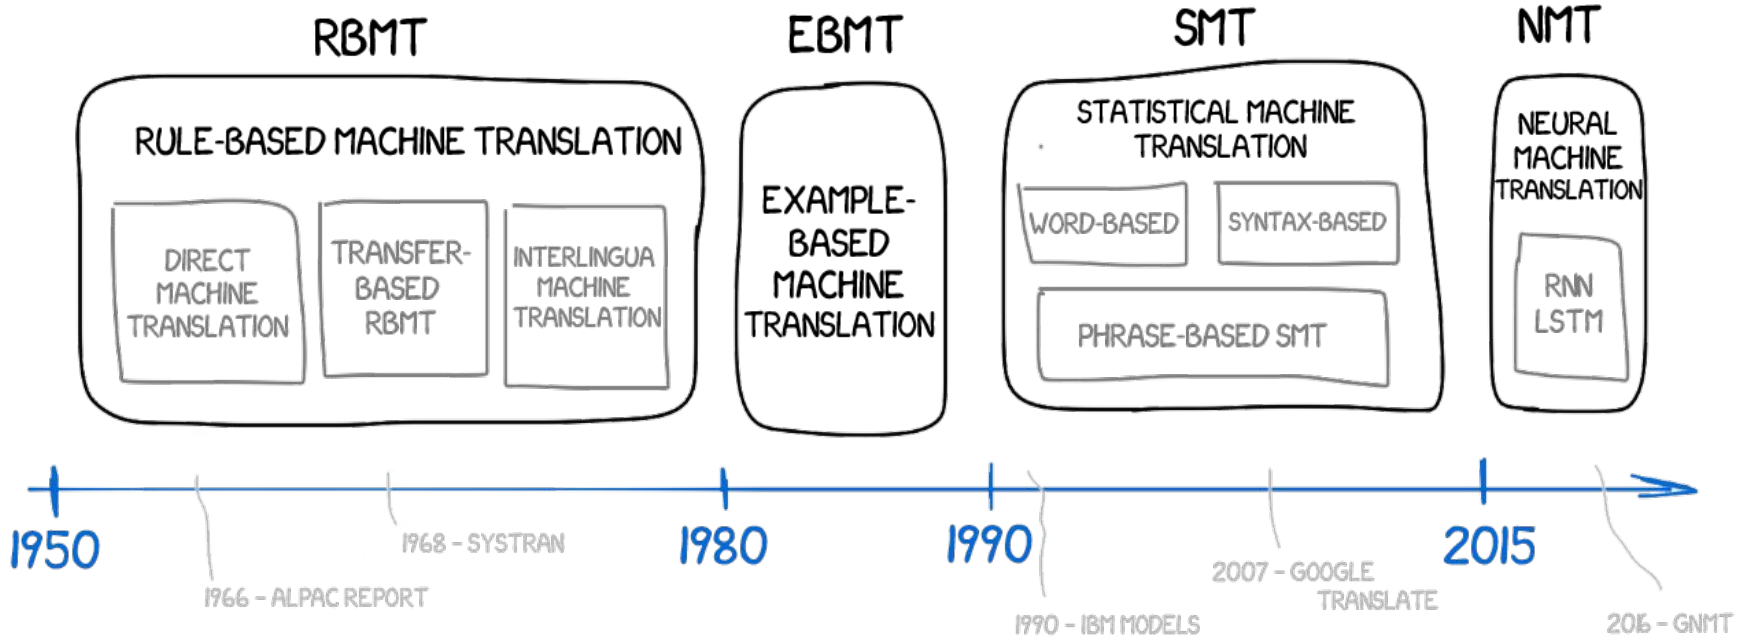 RBMT
RULE-BASED MACHINE TRANSLATION
DIRECT
MACHINE
TRANSLATION
TRANSFER-
BASED
RBMT
INTERLINGUA
MACHINE
TRANSLATION
EBMT
EXAMPLE-
BASED
MACHINE
TRANSLATION
SMT
STATISTICAL MACHINE
TRANSLATION
WORD-BASED
SYNTAX-BASED
PHRASE-BASED SMT
NMT
NEURAL
MACHINE
TRANSLATION
RNN
LSTM
1950
1966 - ALPAC REPORT
1968 - SYSTRAN
1980
1990
1990 - IBM MODELS
2007 - GOOGLE
TRANSLATE
2015
2016 - GNMT